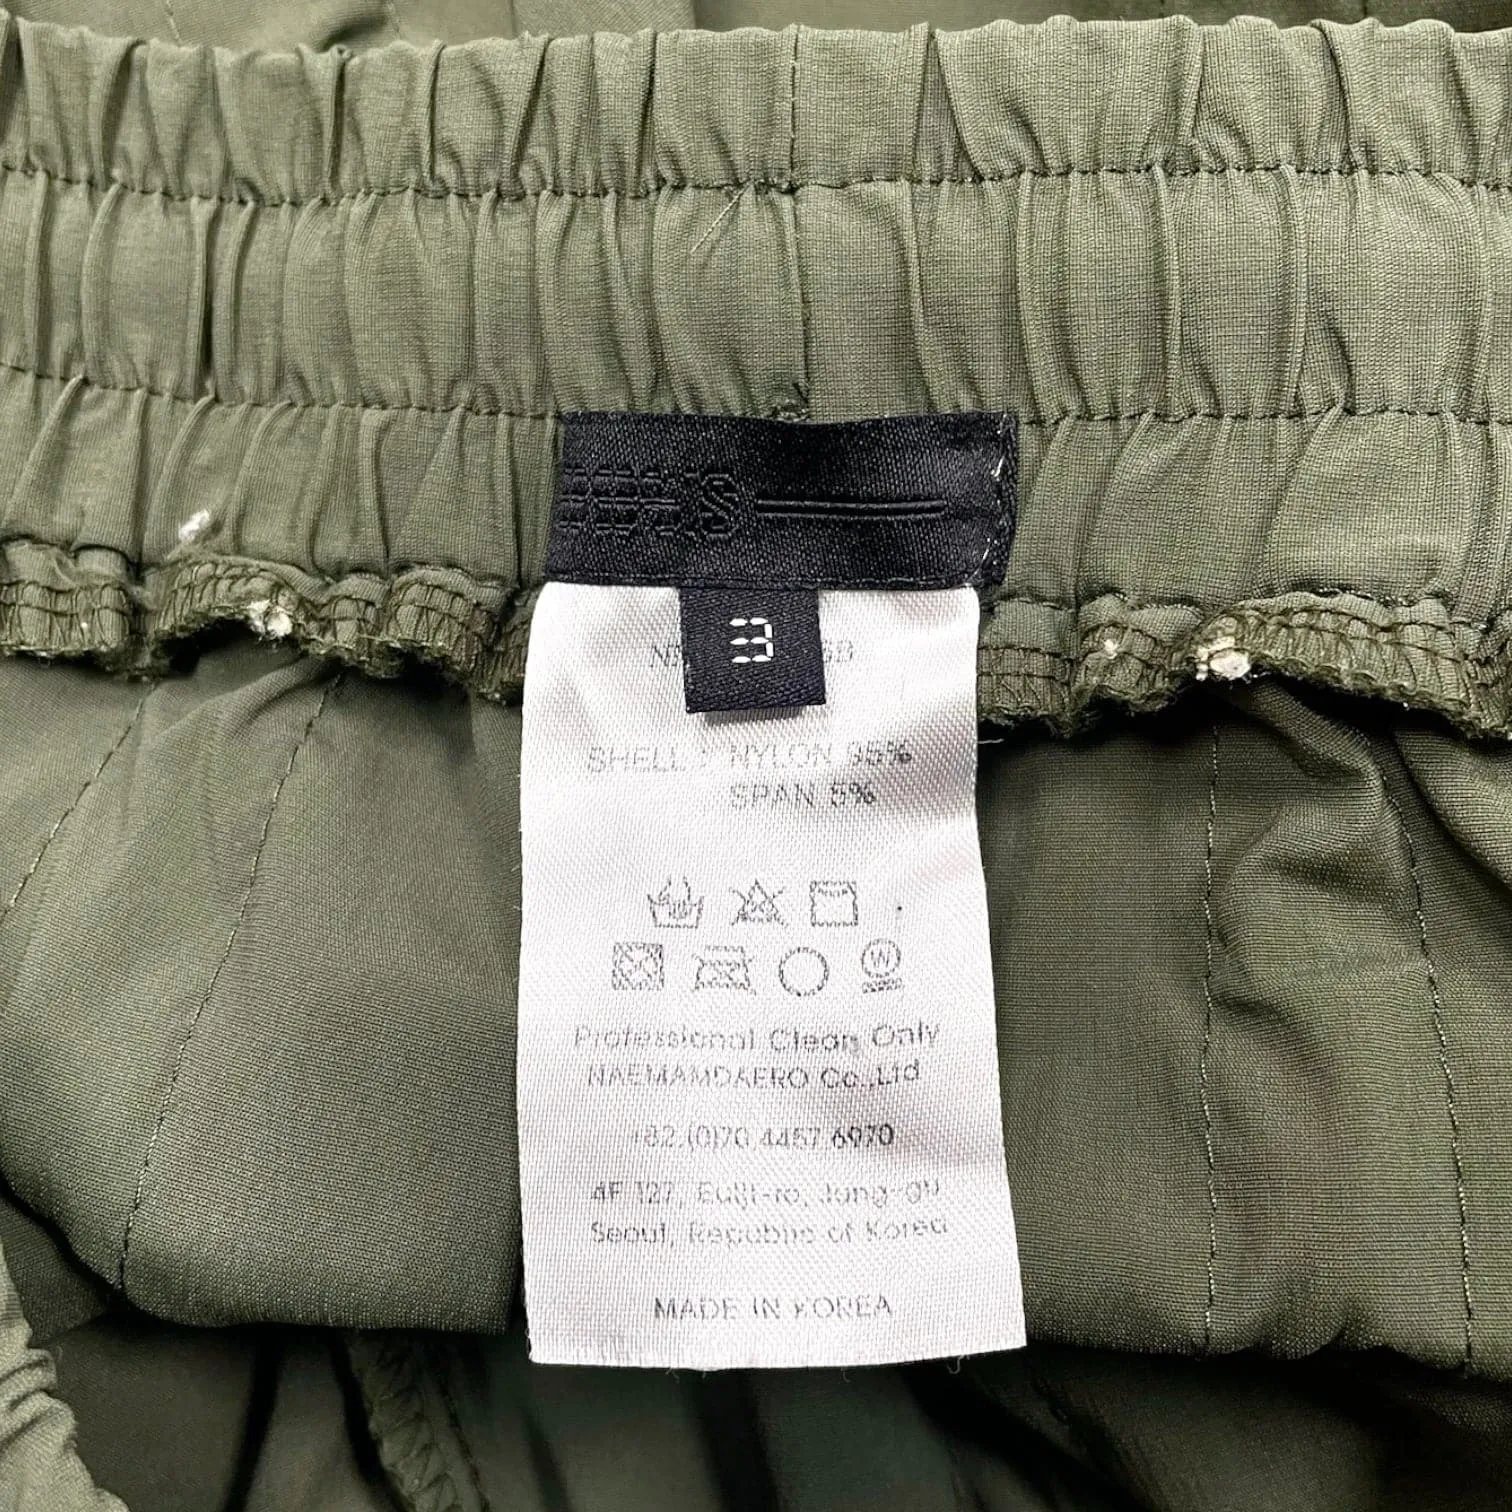 3
SHELL : NYLON 95%
SPAN 5%
W
Professional Clean Only
NAEMAMDAERO Co.,Ltd
+82.(0)70 4457 6970
4F 127, Eulji-ro, Jung-gu
Seoul, Republic of Korea
MADE IN KOREA